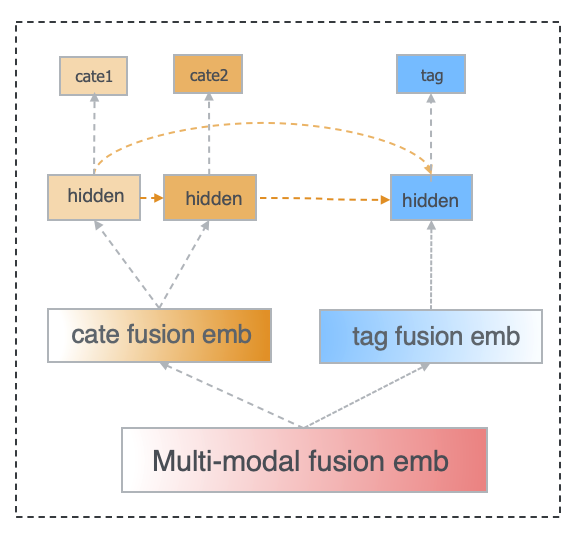 cate1
cate2
tag
hidden
hidden
hidden
cate fusion emb
tag fusion emb
Multi-modal fusion emb